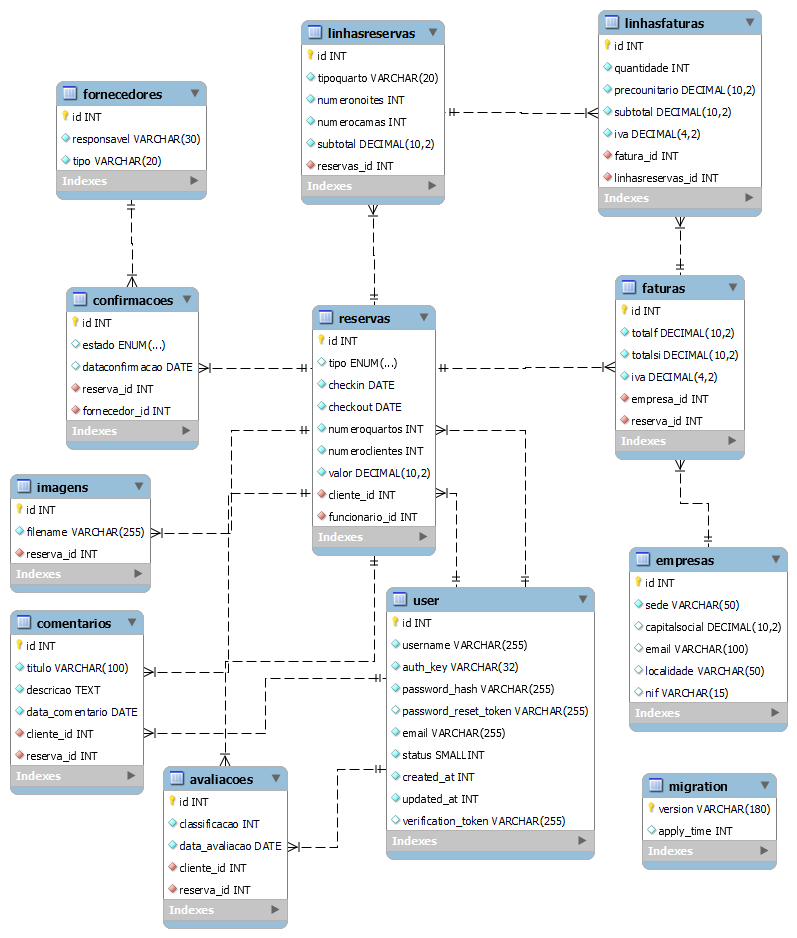 linhasreservas
id INT
tipoquarto VARCHAR(20)
numeronoites INT
numerocamas INT
subtotal DECIMAL(10,2)
reservas_id INT
Indexes
linhasfaturas
id INT
quantidade INT
precounitario DECIMAL(10,2)
subtotal DECIMAL(10,2)
iva DECIMAL(4,2)
fatura_id INT
linhasreservas_id INT
Indexes
fornecedores
id INT
responsavel VARCHAR(30)
tipo VARCHAR(20)
Indexes
confirmacoes
id INT
estado ENUM(...)
dataconfirmacao DATE
reserva_id INT
fornecedor_id INT
Indexes
reservas
id INT
tipo ENUM(...)
checkin DATE
checkout DATE
numeroquartos INT
numeroclientes INT
valor DECIMAL(10,2)
cliente_id INT
funcionario_id INT
Indexes
faturas
id INT
totalf DECIMAL(10,2)
totalsi DECIMAL(10,2)
iva DECIMAL(4,2)
empresa_id INT
reserva_id INT
Indexes
imagens
id INT
filename VARCHAR(255)
reserva_id INT
Indexes
comentarios
id INT
titulo VARCHAR(100)
descricao TEXT
data_comentario DATE
cliente_id INT
reserva_id INT
Indexes
user
id INT
username VARCHAR(255)
auth_key VARCHAR(32)
password_hash VARCHAR(255)
password_reset_token VARCHAR(255)
email VARCHAR(255)
status SMALLINT
created_at INT
updated_at INT
verification_token VARCHAR(255)
Indexes
empresas
id INT
sede VARCHAR(50)
capitalsocial DECIMAL(10,2)
email VARCHAR(100)
localidade VARCHAR(50)
nif VARCHAR(15)
Indexes
avaliacoes
id INT
classificacao INT
data_avaliacao DATE
cliente_id INT
reserva_id INT
Indexes
migration
version VARCHAR(180)
apply_time INT
Indexes